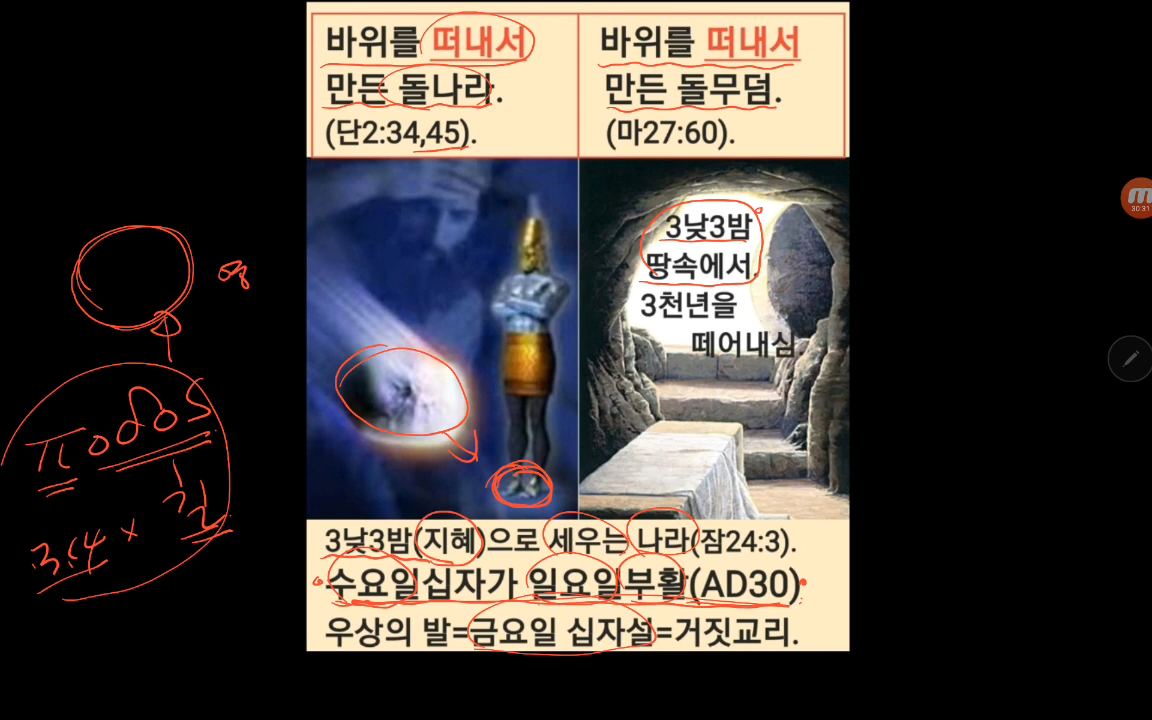 바위를 떠내서
만든 돌나라.
(단2:34,45).
바위를 떠내서
만든 돌무덤.
(마27:60).
3낮3밤
땅속에서.
3천년을
떼어내심
3낮3밤(지혜)으로 세우는 나라(잠24:3).
수요일십자가 일요일부활(AD30)
우상의 발=금요일 십자설=거짓교리.
ποδος
길
30:31